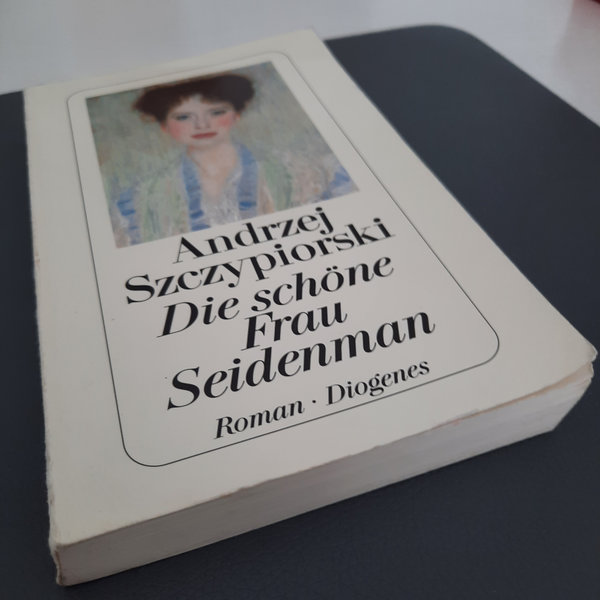 Andrzej
Szczypiorski
Die schöne
Frau
Seidenman
Roman · Diogenes